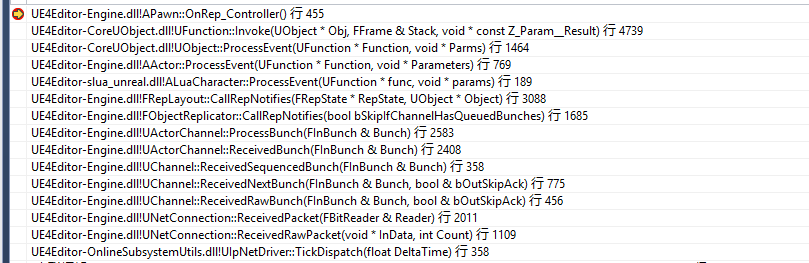 UE4Editor-Engine.dll!APawn::OnRep_Controller() 行 455
UE4Editor-CoreUObject.dll!UFunction::Invoke(UObject * Obj, FFrame & Stack, void * const Z_Param__Result) 行 4739
UE4Editor-CoreUObject.dll!UObject::ProcessEvent(UFunction * Function, void * Parms) 行 1464
UE4Editor-Engine.dll!AActor::ProcessEvent(UFunction * Function, void * Parameters) 行 769
UE4Editor-slua_unreal.dll!ALuaCharacter::ProcessEvent(UFunction * func, void * params) 行 189
UE4Editor-Engine.dll!FRepLayout::CallRepNotifies(FRepState * RepState, UObject * Object) 行 3088
UE4Editor-Engine.dll!FObjectReplicator::CallRepNotifies(bool bSkipIfChannelHasQueuedBunches) 行 1685
UE4Editor-Engine.dll!UActorChannel::ProcessBunch(FInBunch & Bunch) 行 2583
UE4Editor-Engine.dll!UActorChannel::ReceivedBunch(FInBunch & Bunch) 行 2408
UE4Editor-Engine.dll!UChannel::ReceivedSequencedBunch(FInBunch & Bunch) 行 358
UE4Editor-Engine.dll!UChannel::ReceivedNextBunch(FInBunch & Bunch, bool & bOutSkipAck) 行 775
UE4Editor-Engine.dll!UChannel::ReceivedRawBunch(FInBunch & Bunch, bool & bOutSkipAck) 行 456
UE4Editor-Engine.dll!UNetConnection::ReceivedPacket(FBitReader & Reader) 行 2011
UE4Editor-Engine.dll!UNetConnection::ReceivedRawPacket(void * InData, int Count) 行 1109
UE4Editor-OnlineSubsystemUtils.dll!UIpNetDriver::TickDispatch(float DeltaTime) 行 358